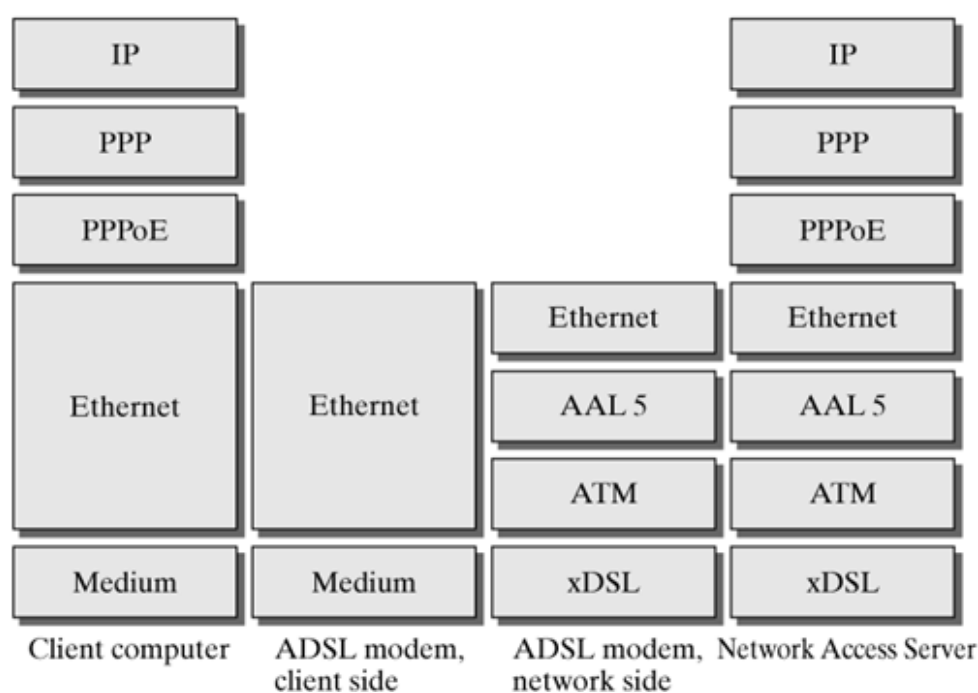 IP
IP
PPP
PPP
PPPoE
PPPoE
Ethernet
Ethernet
Ethernet
Ethernet
AAL 5
AAL 5
ATM
ATM
Medium
Medium
xDSL
xDSL
Client computer
ADSL modem,
client side
ADSL modem,
network side
Network Access Server